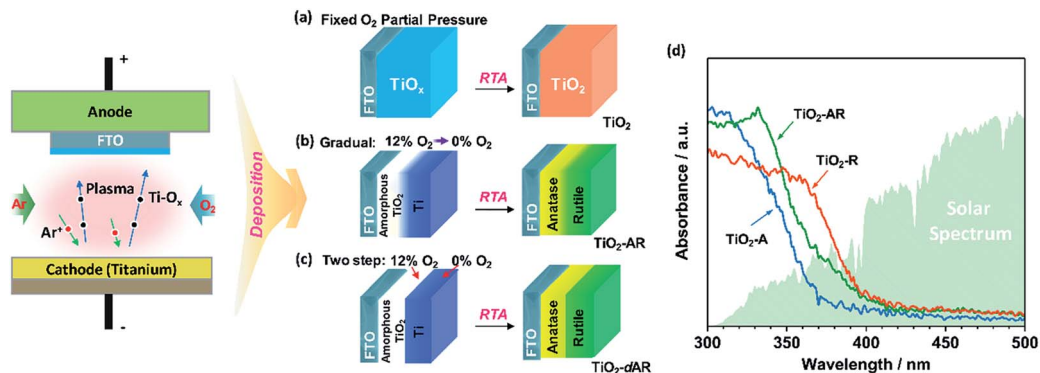 +
Anode
FTO
Plasma
Ti-Oₓ
Ar
O₂
Ar⁺
Cathode (Titanium)
-
Deposition
(a) Fixed O₂ Partial Pressure
FTO
TiOₓ
RTA
FTO
TiO₂
TiO₂
(b) Gradual: 12% O₂ → 0% O₂
FTO
Amorphous
TiO₂
Ti
RTA
FTO
Anatase
Rutile
TiO₂-AR
(c) Two step: 12% O₂ 0% O₂
FTO
Amorphous
TiO₂
Ti
RTA
FTO
Anatase
Rutile
TiO₂-dAR
(d)
Absorbance / a.u.
TiO₂-AR
TiO₂-R
TiO₂-A
Solar
Spectrum
300 350 400 450 500
Wavelength / nm